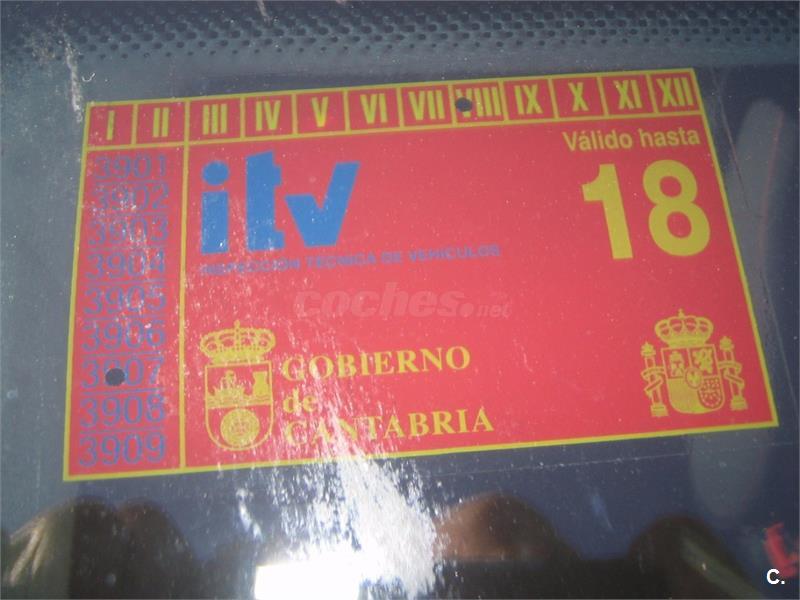 I II III IV V VI VII VIII IX X XI XII
Válido hasta
18
itv
INSPECCIÓN TÉCNICA DE VEHÍCULOS
3901
3902
3903
3904
3905
3906
3907
3908
3909
coches.net
GOBIERNO
de
CANTABRIA
C.